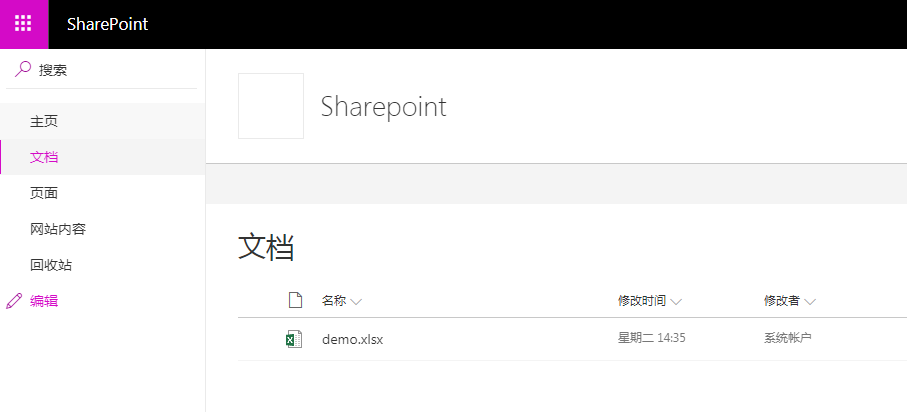 SharePoint
搜索
主页
文档
页面
网站内容
回收站
编辑
Sharepoint
文档
名称 修改时间 修改者
demo.xlsx 星期二 14:35 系统帐户